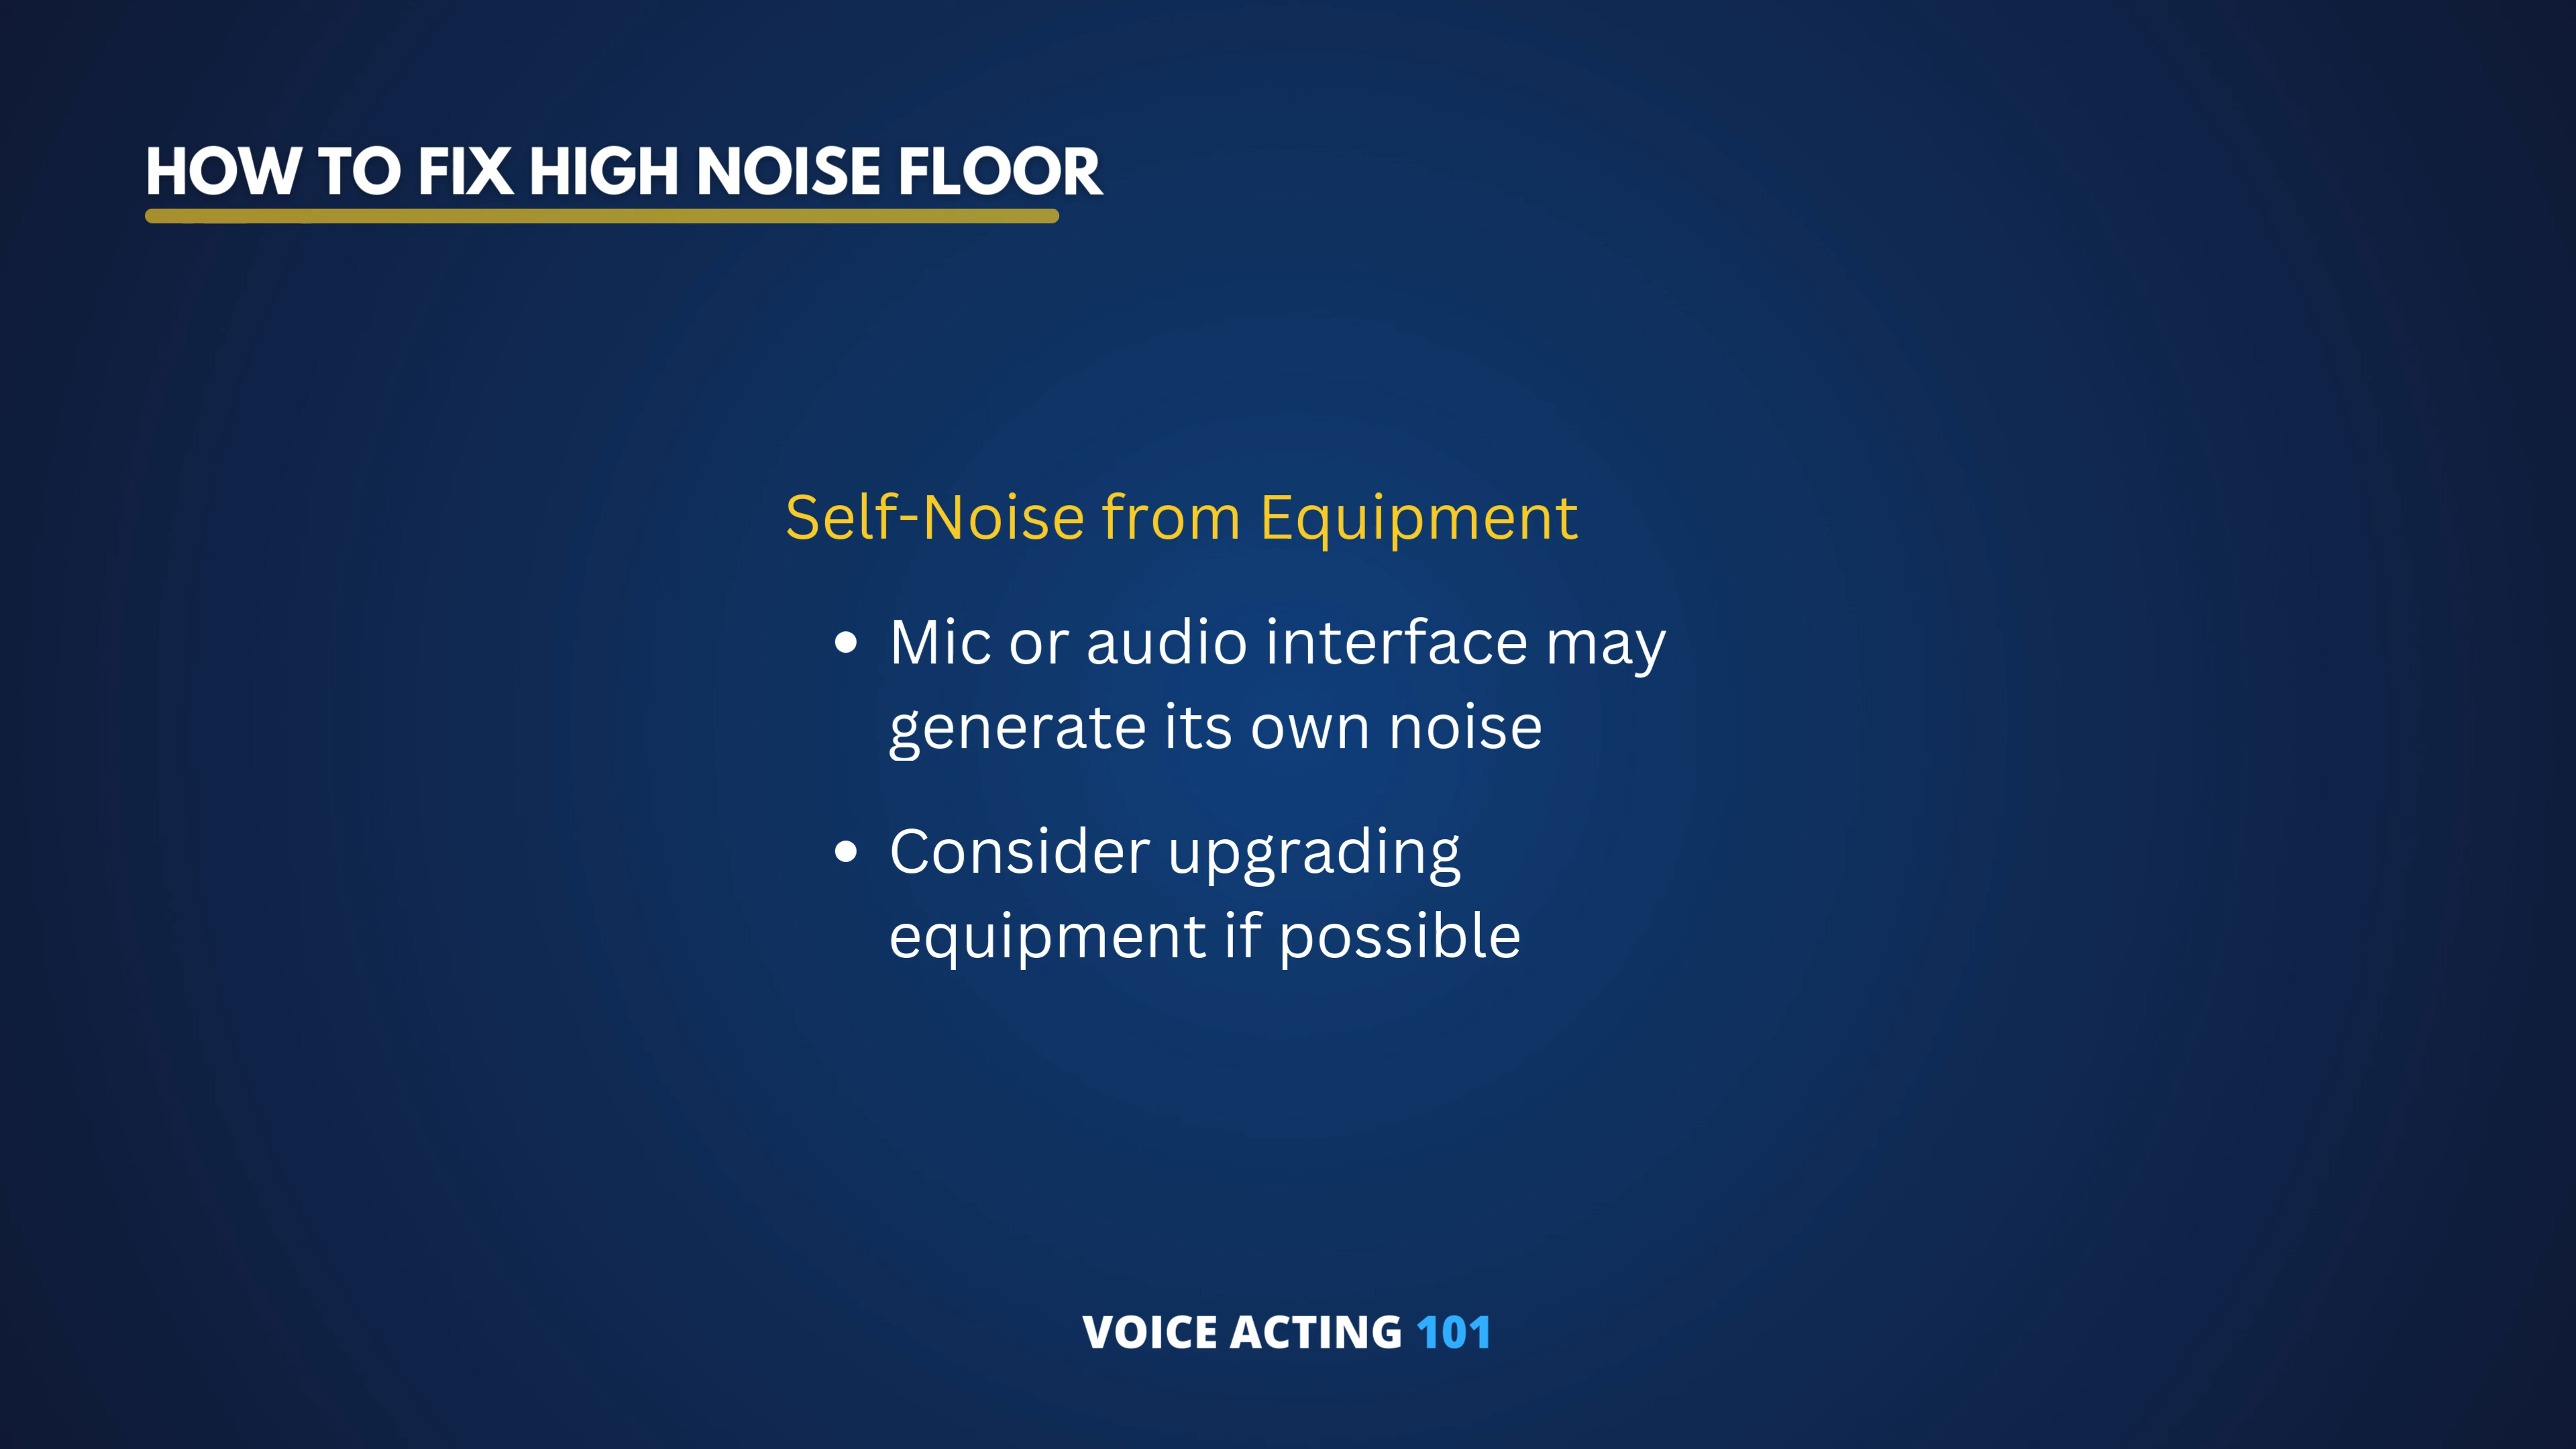 HOW TO FIX HIGH NOISE FLOOR
Self-Noise from Equipment
• Mic or audio interface may
generate its own noise
• Consider upgrading
equipment if possible
VOICE ACTING 101